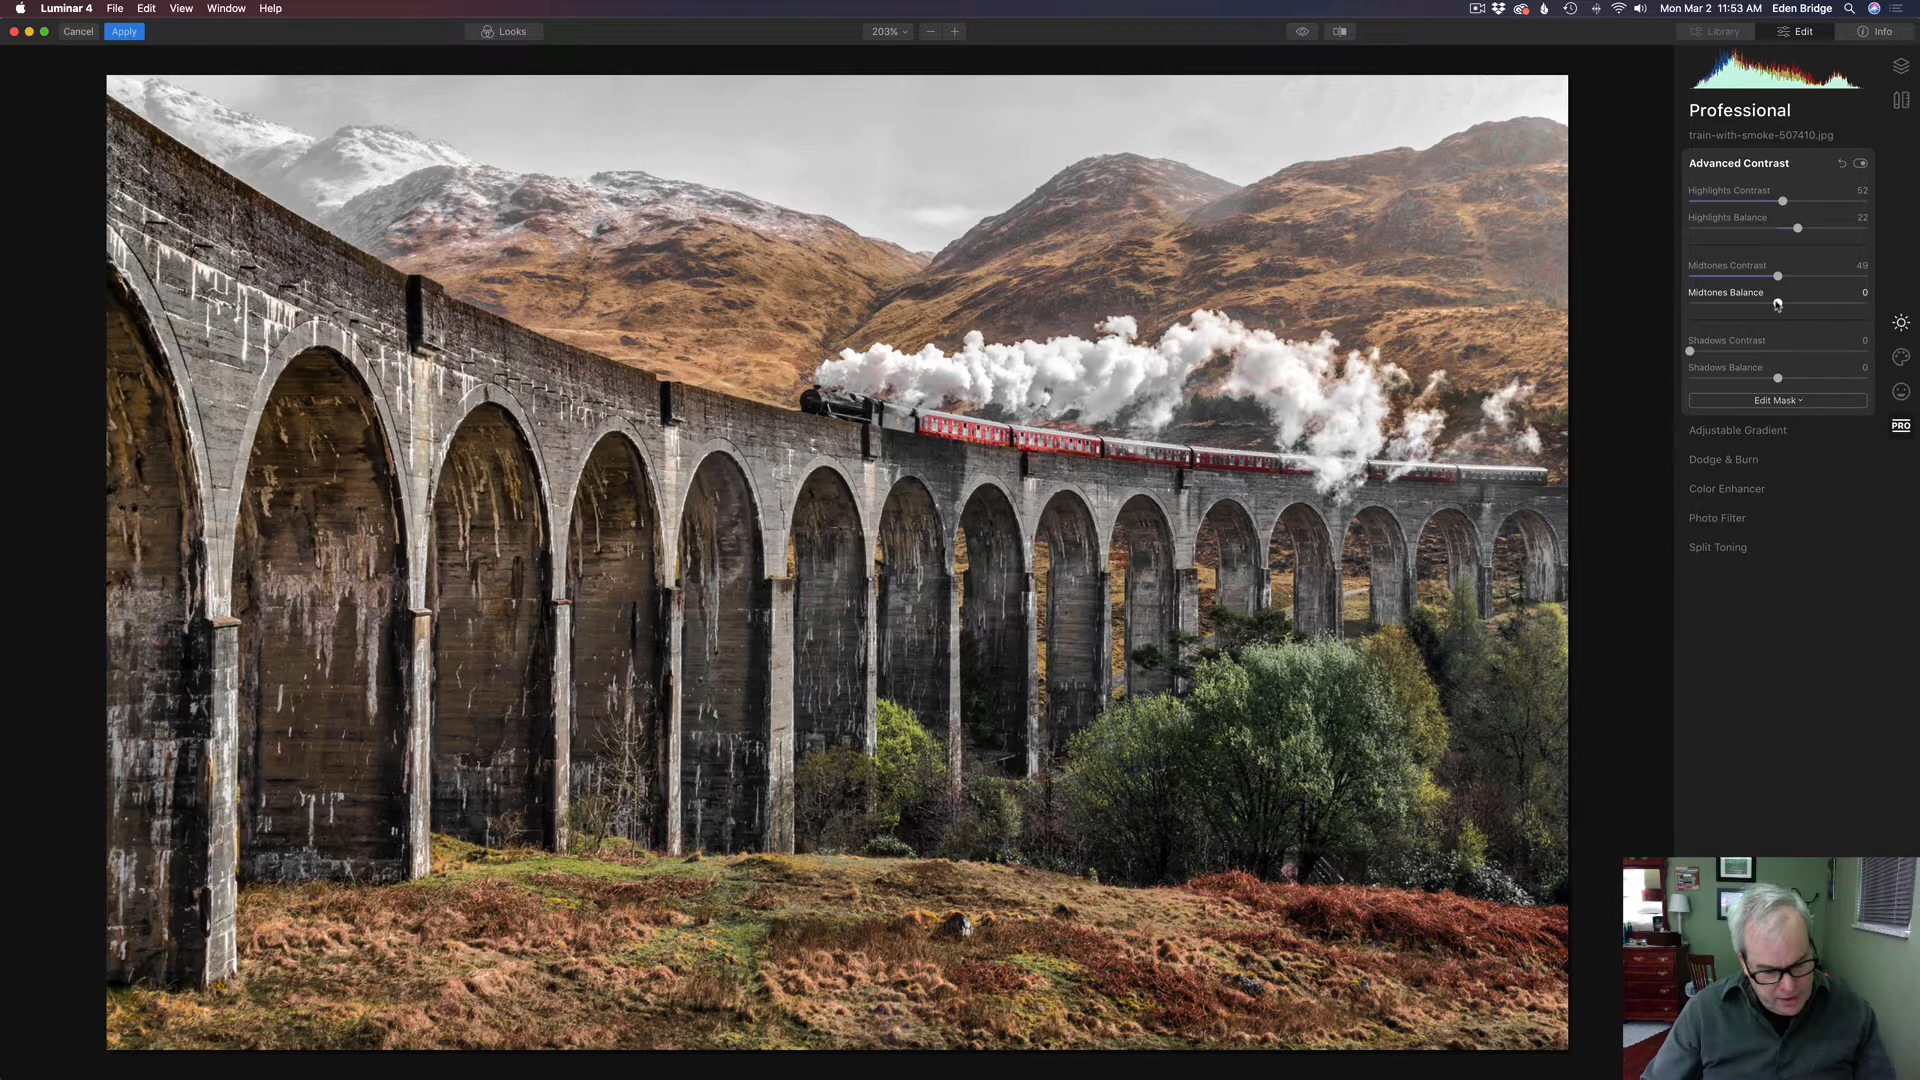 Luminar 4 File Edit View Window Help Mon Mar 2 11:53 AM Eden Bridge
Cancel Apply Looks 203% Library Edit Info
Professional
train-with-smoke-507410.jpg
Advanced Contrast
Highlights Contrast 52
Highlights Balance 22
Midtones Contrast 49
Midtones Balance 0
Shadows Contrast 0
Shadows Balance 0
Edit Mask
PRO
Adjustable Gradient
Dodge & Burn
Color Enhancer
Photo Filter
Split Toning